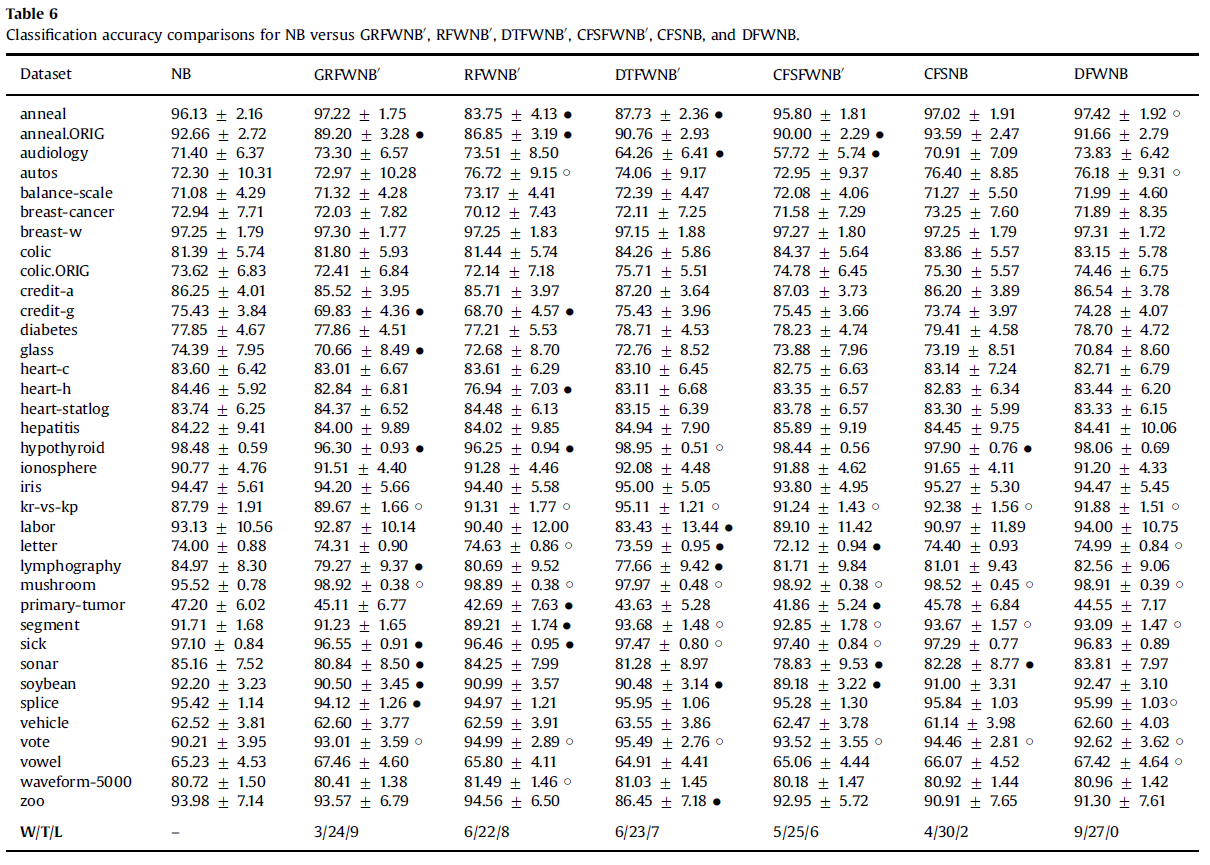 Table 6
Classification accuracy comparisons for NB versus GRFWNB′, RFWNB′, DTFWNB′, CFSFWNB′, CFSNB, and DFWNB.
Dataset NB GRFWNB′ RFWNB′ DTFWNB′ CFSFWNB′ CFSNB DFWNB
anneal 96.13 ± 2.16 97.22 ± 1.75 83.75 ± 4.13 ● 87.73 ± 2.36 ● 95.80 ± 1.81 97.02 ± 1.91 97.42 ± 1.92 ○
anneal.ORIG 92.66 ± 2.72 89.20 ± 3.28 ● 86.85 ± 3.19 ● 90.76 ± 2.93 90.00 ± 2.29 ● 93.59 ± 2.47 91.66 ± 2.79
audiology 71.40 ± 6.37 73.30 ± 6.57 73.51 ± 8.50 64.26 ± 6.41 ● 57.72 ± 5.74 ● 70.91 ± 7.09 73.83 ± 6.42
autos 72.30 ± 10.31 72.97 ± 10.28 76.72 ± 9.15 ○ 74.06 ± 9.17 72.95 ± 9.37 76.40 ± 8.85 76.18 ± 9.31 ○
balance-scale 71.08 ± 4.29 71.32 ± 4.28 73.17 ± 4.41 72.39 ± 4.47 72.08 ± 4.06 71.27 ± 5.50 71.99 ± 4.60
breast-cancer 72.94 ± 7.71 72.03 ± 7.82 70.12 ± 7.43 72.11 ± 7.25 71.58 ± 7.29 73.25 ± 7.60 71.89 ± 8.35
breast-w 97.25 ± 1.79 97.30 ± 1.77 97.25 ± 1.83 97.15 ± 1.88 97.27 ± 1.80 97.25 ± 1.79 97.31 ± 1.72
colic 81.39 ± 5.74 81.80 ± 5.93 81.44 ± 5.74 84.26 ± 5.86 84.37 ± 5.64 83.86 ± 5.57 83.15 ± 5.78
colic.ORIG 73.62 ± 6.83 72.41 ± 6.84 72.14 ± 7.18 75.71 ± 5.51 74.78 ± 6.45 75.30 ± 5.57 74.46 ± 6.75
credit-a 86.25 ± 4.01 85.52 ± 3.95 85.71 ± 3.97 87.20 ± 3.64 87.03 ± 3.73 86.20 ± 3.89 86.54 ± 3.78
credit-g 75.43 ± 3.84 69.83 ± 4.36 ● 68.70 ± 4.57 ● 75.43 ± 3.96 75.45 ± 3.66 73.74 ± 3.97 74.28 ± 4.07
diabetes 77.85 ± 4.67 77.86 ± 4.51 77.21 ± 5.53 78.71 ± 4.53 78.23 ± 4.74 79.41 ± 4.58 78.70 ± 4.72
glass 74.39 ± 7.95 70.66 ± 8.49 ● 72.68 ± 8.70 72.76 ± 8.52 73.88 ± 7.96 73.19 ± 8.51 70.84 ± 8.60
heart-c 83.60 ± 6.42 83.01 ± 6.67 83.61 ± 6.29 83.10 ± 6.45 82.75 ± 6.63 83.14 ± 7.24 82.71 ± 6.79
heart-h 84.46 ± 5.92 82.84 ± 6.81 76.94 ± 7.03 ● 83.11 ± 6.68 83.35 ± 6.57 82.83 ± 6.34 83.44 ± 6.20
heart-statlog 83.74 ± 6.25 84.37 ± 6.52 84.48 ± 6.13 83.15 ± 6.39 83.78 ± 6.57 83.30 ± 5.99 83.33 ± 6.15
hepatitis 84.22 ± 9.41 84.00 ± 9.89 84.02 ± 9.85 84.94 ± 7.90 85.89 ± 9.19 84.45 ± 9.75 84.41 ± 10.06
hypothyroid 98.48 ± 0.59 96.30 ± 0.93 ● 96.25 ± 0.94 ● 98.95 ± 0.51 ○ 98.44 ± 0.56 97.90 ± 0.76 ● 98.06 ± 0.69
ionosphere 90.77 ± 4.76 91.51 ± 4.40 91.28 ± 4.46 92.08 ± 4.48 91.88 ± 4.62 91.65 ± 4.11 91.20 ± 4.33
iris 94.47 ± 5.61 94.20 ± 5.66 94.40 ± 5.58 95.00 ± 5.05 93.80 ± 4.95 95.27 ± 5.30 94.47 ± 5.45
kr-vs-kp 87.79 ± 1.91 89.67 ± 1.66 ○ 91.31 ± 1.77 ○ 95.11 ± 1.21 ○ 91.24 ± 1.43 ○ 92.38 ± 1.56 ○ 91.88 ± 1.51 ○
labor 93.13 ± 10.56 92.87 ± 10.14 90.40 ± 12.00 83.43 ± 13.44 ● 89.10 ± 11.42 90.97 ± 11.89 94.00 ± 10.75
letter 74.00 ± 0.88 74.31 ± 0.90 74.63 ± 0.86 ○ 73.59 ± 0.95 ● 72.12 ± 0.94 ● 74.40 ± 0.93 74.99 ± 0.84 ○
lymphography 84.97 ± 8.30 79.27 ± 9.37 ● 80.69 ± 9.52 77.66 ± 9.42 ● 81.71 ± 9.84 81.01 ± 9.43 82.56 ± 9.06
mushroom 95.52 ± 0.78 98.92 ± 0.38 ○ 98.89 ± 0.38 ○ 97.97 ± 0.48 ○ 98.92 ± 0.38 ○ 98.52 ± 0.45 ○ 98.91 ± 0.39 ○
primary-tumor 47.20 ± 6.02 45.11 ± 6.77 42.69 ± 7.63 ● 43.63 ± 5.28 41.86 ± 5.24 ● 45.78 ± 6.84 44.55 ± 7.17
segment 91.71 ± 1.68 91.23 ± 1.65 89.21 ± 1.74 ● 93.68 ± 1.48 ○ 92.85 ± 1.78 ○ 93.67 ± 1.57 ○ 93.09 ± 1.47 ○
sick 97.10 ± 0.84 96.55 ± 0.91 ● 96.46 ± 0.95 ● 97.47 ± 0.80 ○ 97.40 ± 0.84 ○ 97.29 ± 0.77 96.83 ± 0.89
sonar 85.16 ± 7.52 80.84 ± 8.50 ● 84.25 ± 7.99 81.28 ± 8.97 78.83 ± 9.53 ● 82.28 ± 8.77 ● 83.81 ± 7.97
soybean 92.20 ± 3.23 90.50 ± 3.45 ● 90.99 ± 3.57 90.48 ± 3.14 ● 89.18 ± 3.22 ● 91.00 ± 3.31 92.47 ± 3.10
splice 95.42 ± 1.14 94.12 ± 1.26 ● 94.97 ± 1.21 95.95 ± 1.06 95.28 ± 1.30 95.84 ± 1.03 95.99 ± 1.03○
vehicle 62.52 ± 3.81 62.60 ± 3.77 62.59 ± 3.91 63.55 ± 3.86 62.47 ± 3.78 61.14 ± 3.98 62.60 ± 4.03
vote 90.21 ± 3.95 93.01 ± 3.59 ○ 94.99 ± 2.89 ○ 95.49 ± 2.76 ○ 93.52 ± 3.55 ○ 94.46 ± 2.81 ○ 92.62 ± 3.62 ○
vowel 65.23 ± 4.53 67.46 ± 4.60 65.80 ± 4.11 64.91 ± 4.41 65.06 ± 4.44 66.07 ± 4.52 67.42 ± 4.64 ○
waveform-5000 80.72 ± 1.50 80.41 ± 1.38 81.49 ± 1.46 ○ 81.03 ± 1.45 80.18 ± 1.47 80.92 ± 1.44 80.96 ± 1.42
zoo 93.98 ± 7.14 93.57 ± 6.79 94.56 ± 6.50 86.45 ± 7.18 ● 92.95 ± 5.72 90.91 ± 7.65 91.30 ± 7.61
W/T/L – 3/24/9 6/22/8 6/23/7 5/25/6 4/30/2 9/27/0